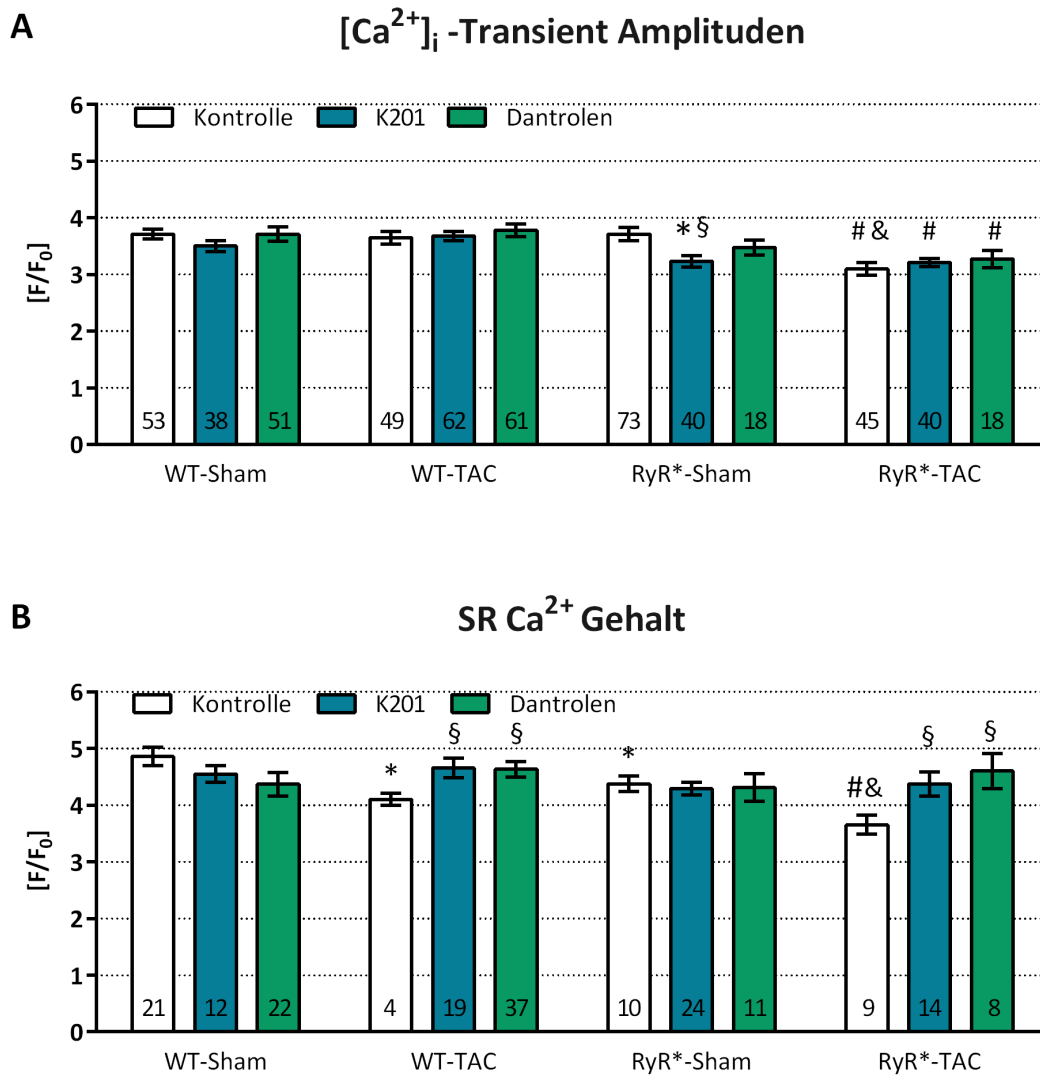 A
[Ca²⁺]ᵢ -Transient Amplituden
6
Kontrolle K201 Dantrolen
5
4
* § # & # #
[F/F₀]
3
2
1
53 38 51 49 62 61 73 40 18 45 40 18
0
WT-Sham WT-TAC RyR*-Sham RyR*-TAC
B
SR Ca²⁺ Gehalt
6
Kontrolle K201 Dantrolen
§ § § §
5
* *
#&
4
[F/F₀]
3
2
1
21 12 22 4 19 37 10 24 11 9 14 8
0
WT-Sham WT-TAC RyR*-Sham RyR*-TAC